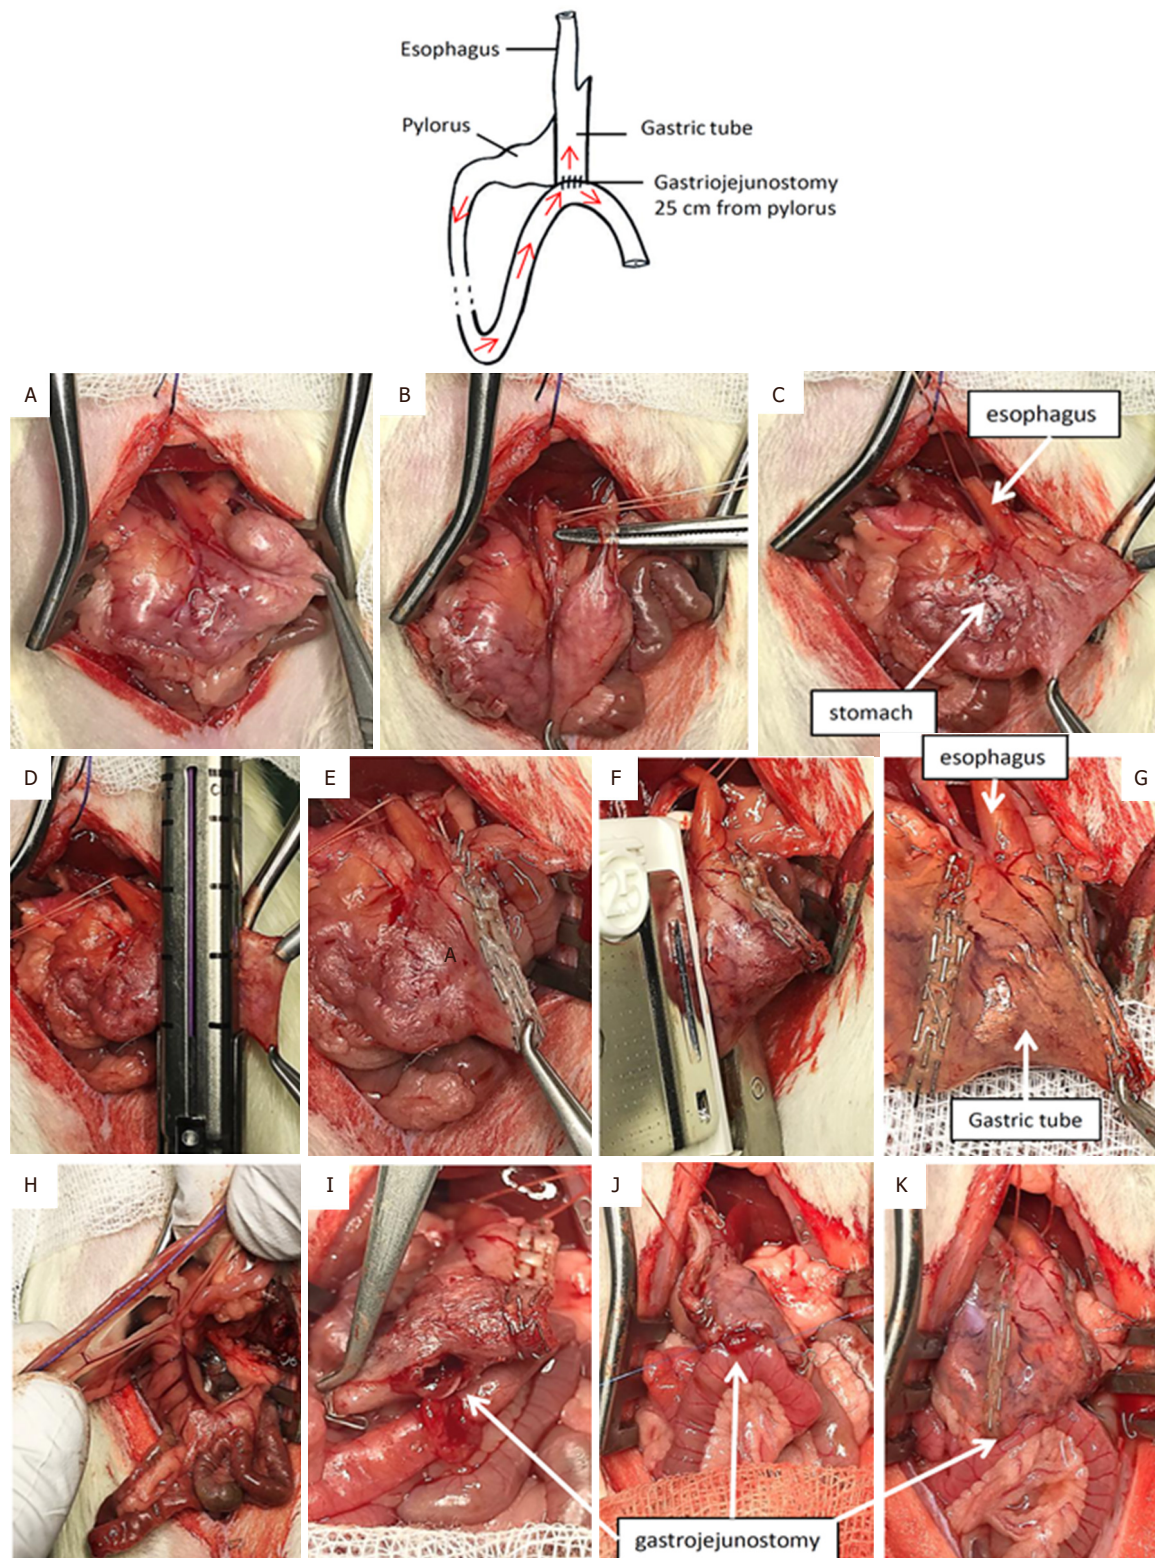 Esophagus
Pylorus
Gastric tube
Gastriojejunostomy
25 cm from pylorus
A
B
C
esophagus
stomach
D
E
F
G
esophagus
A
25
Gastric tube
H
I
J
K
gastrojejunostomy